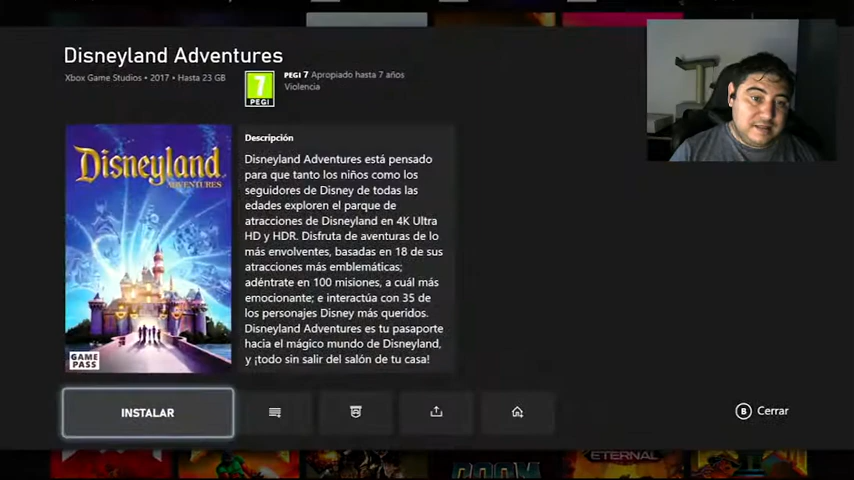 Disneyland Adventures
Xbox Game Studios • 2017 • Hasta 23 GB
7
PEGI
PEGI 7 Apropiado hasta 7 años
Violencia
Disneyland
ADVENTURES
GAME
PASS
Descripción
Disneyland Adventures está pensado
para que tanto los niños como los
seguidores de Disney de todas las
edades exploren el parque de
atracciones de Disneyland en 4K Ultra
HD y HDR. Disfruta de aventuras de lo
más envolventes, basadas en 18 de sus
atracciones más emblemáticas;
adéntrate en 100 misiones, a cuál más
emocionante; e interactúa con 35 de
los personajes Disney más queridos.
Disneyland Adventures es tu pasaporte
hacia el mágico mundo de Disneyland,
y ¡todo sin salir del salón de tu casa!
INSTALAR
B Cerrar
DOOM
ETERNAL